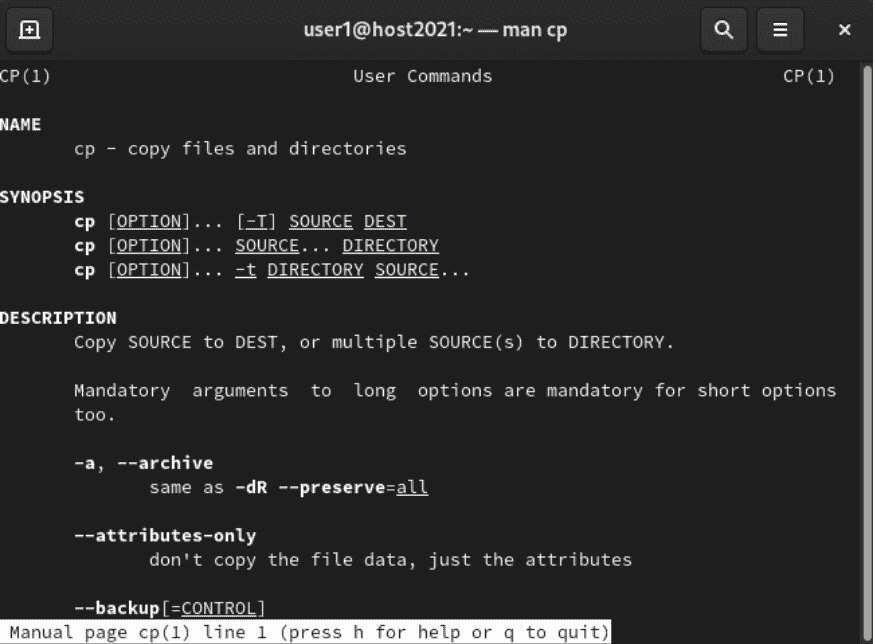 user1@host2021:~ — man cp
CP(1) User Commands CP(1)
NAME
cp - copy files and directories
SYNOPSIS
cp [OPTION]... [-T] SOURCE DEST
cp [OPTION]... SOURCE... DIRECTORY
cp [OPTION]... -t DIRECTORY SOURCE...
DESCRIPTION
Copy SOURCE to DEST, or multiple SOURCE(s) to DIRECTORY.
Mandatory arguments to long options are mandatory for short options
too.
-a, --archive
same as -dR --preserve=all
--attributes-only
don't copy the file data, just the attributes
--backup[=CONTROL]
Manual page cp(1) line 1 (press h for help or q to quit)